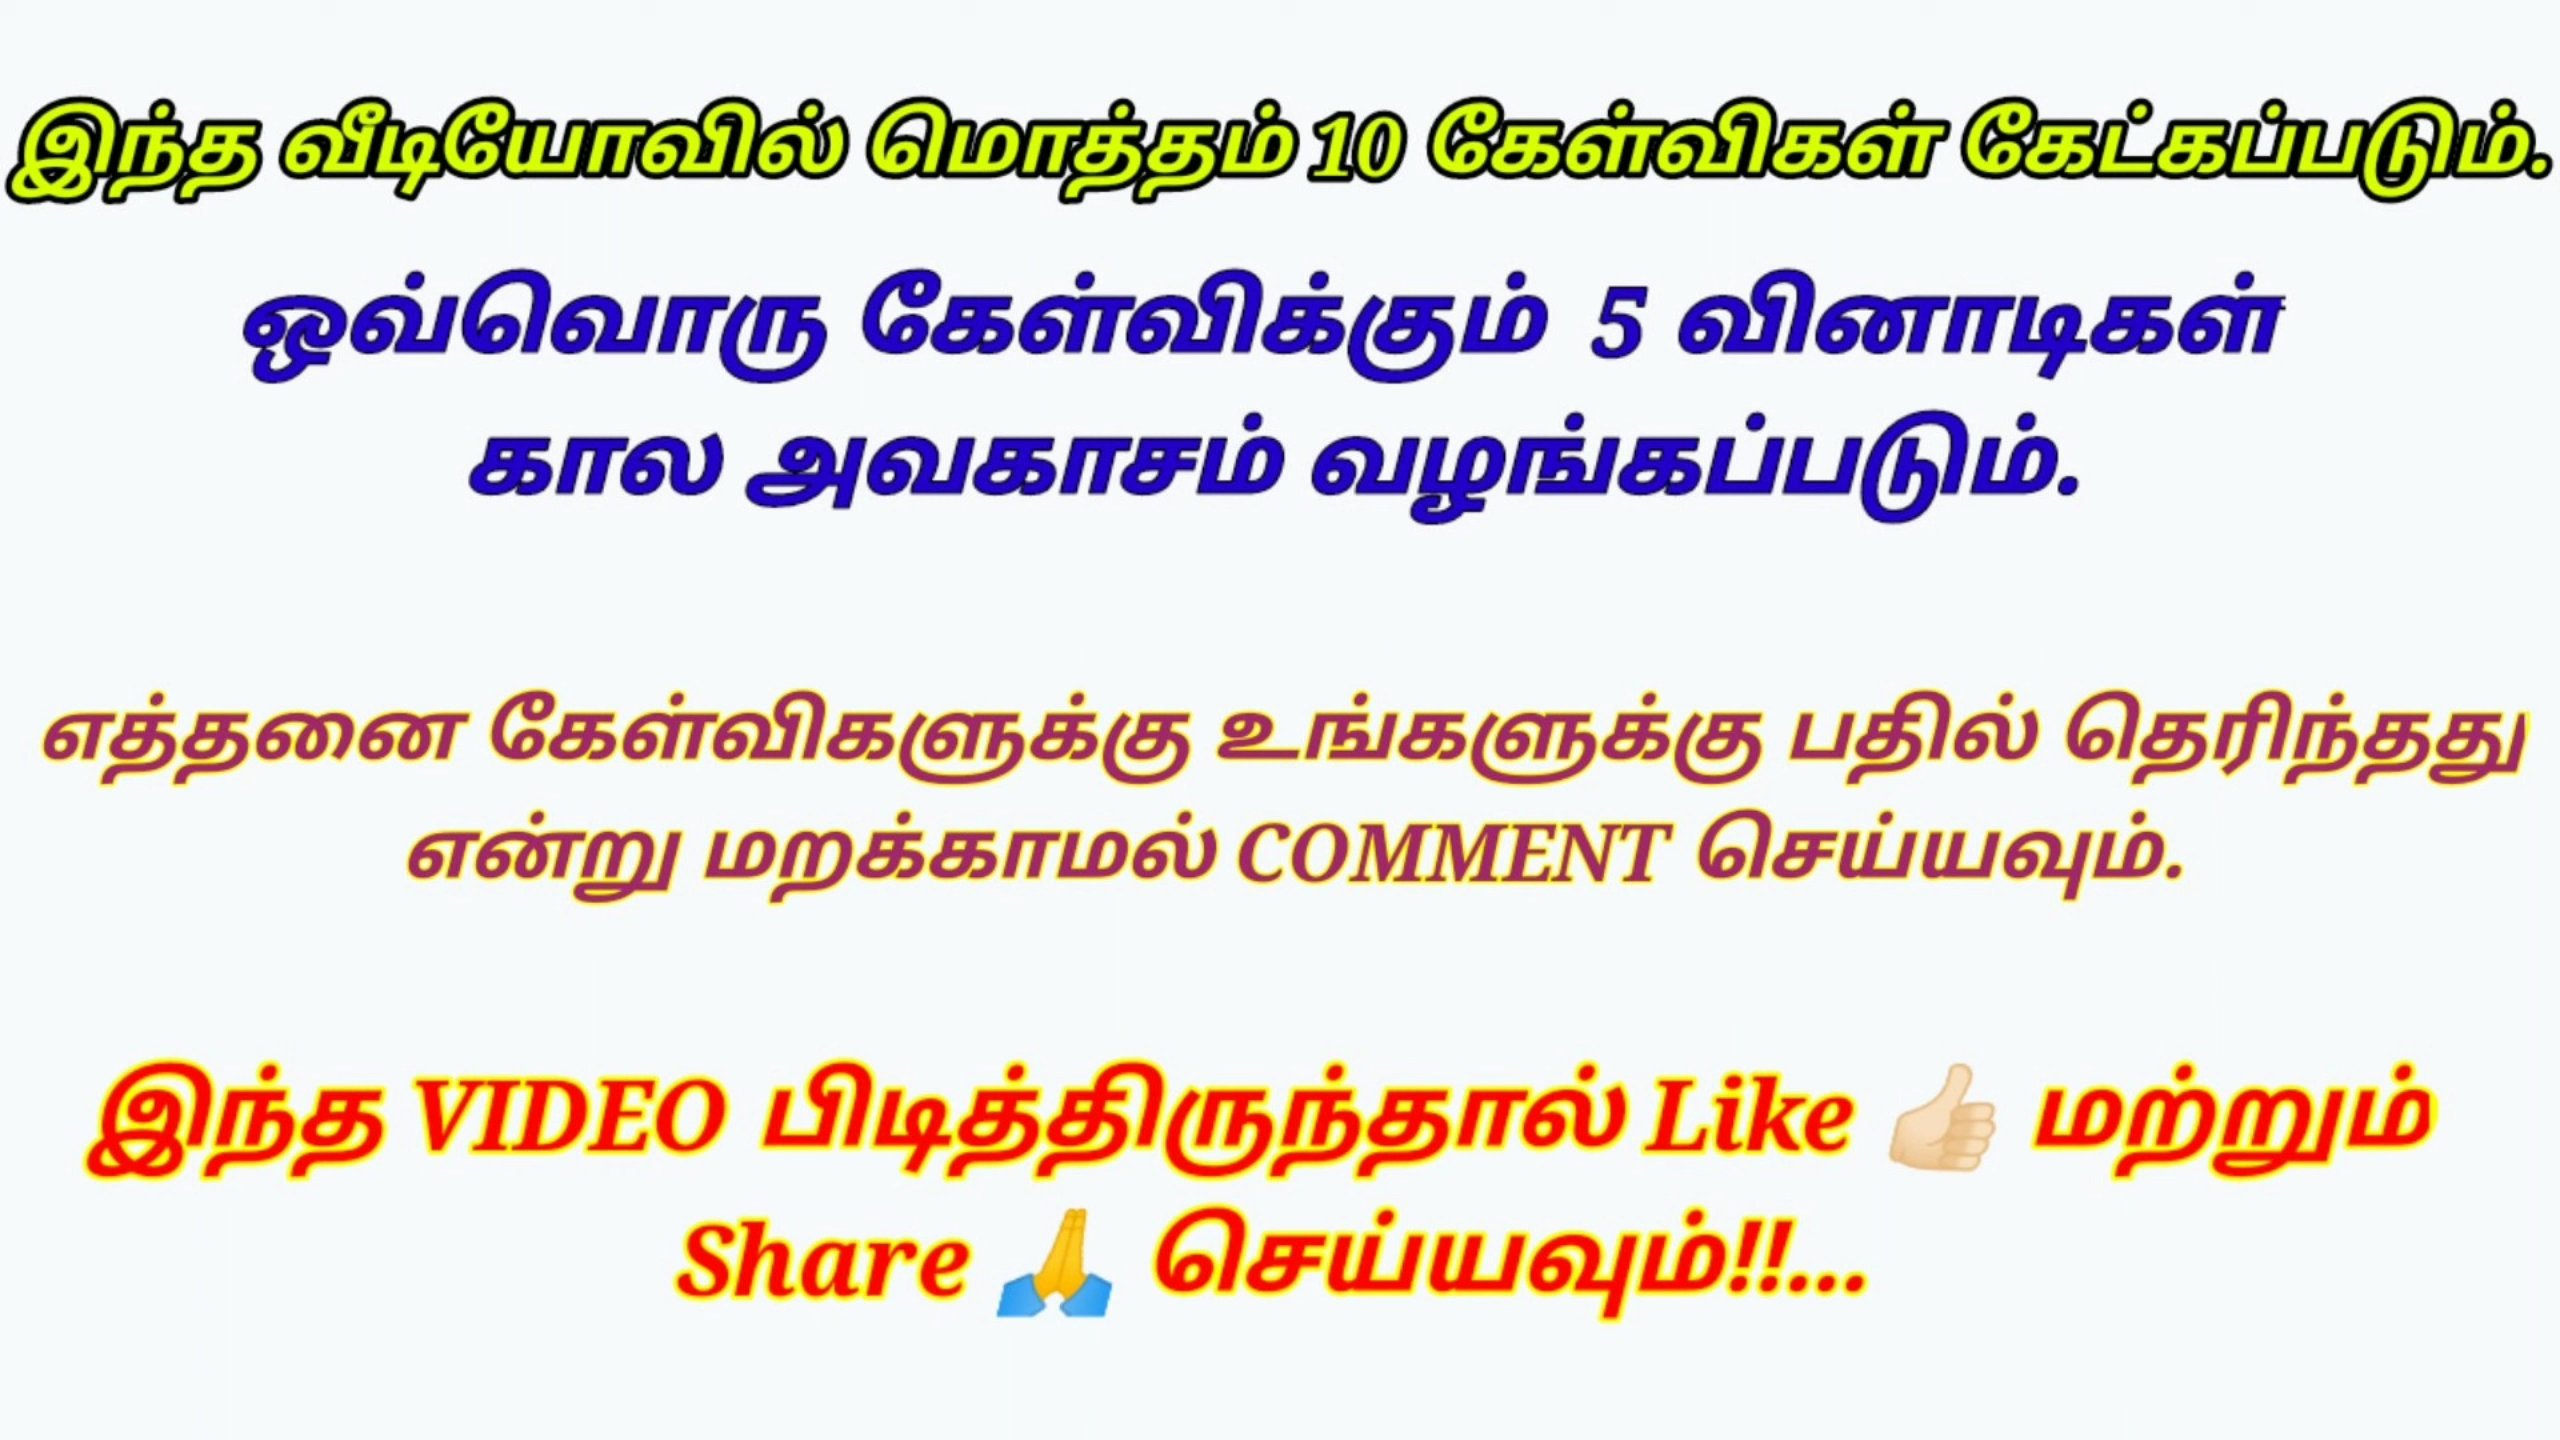 இந்த வீடியோவில் மொத்தம் 10 கேள்விகள் கேட்கப்படும்.
ஒவ்வொரு கேள்விக்கும் 5 வினாடிகள்
கால அவகாசம் வழங்கப்படும்.
எத்தனை கேள்விகளுக்கு உங்களுக்கு பதில் தெரிந்தது
என்று மறக்காமல் COMMENT செய்யவும்.
இந்த VIDEO பிடித்திருந்தால் Like 👍🏻 மற்றும்
Share 🙏 செய்யவும்!!...